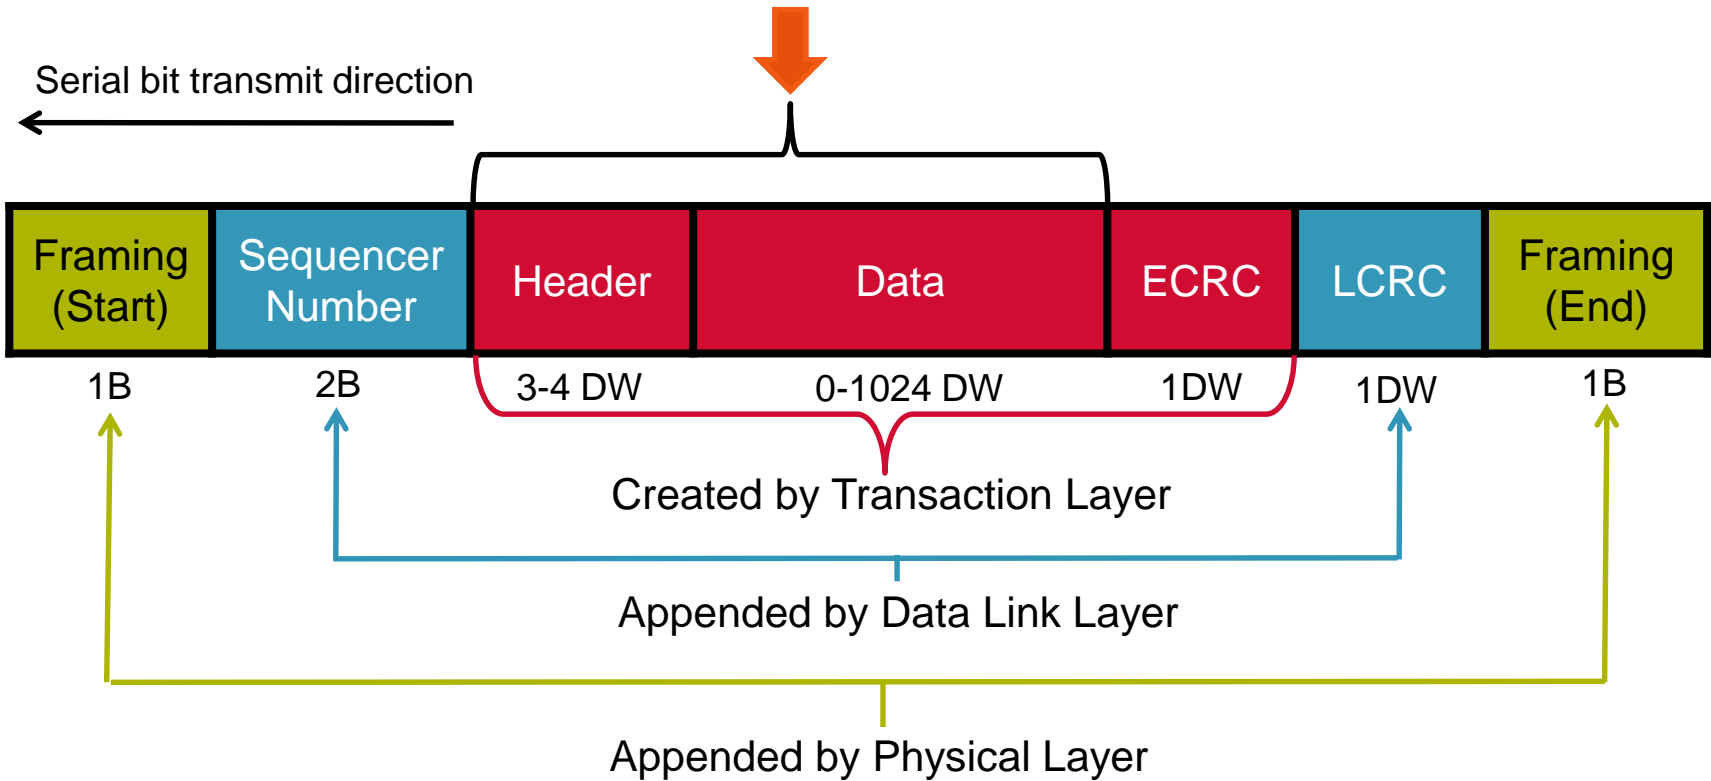 Serial bit transmit direction
Framing
(Start)
Sequencer
Number
Header
Data
ECRC
LCRC
Framing
(End)
1B
2B
3-4 DW
0-1024 DW
1DW
1DW
1B
Created by Transaction Layer
Appended by Data Link Layer
Appended by Physical Layer